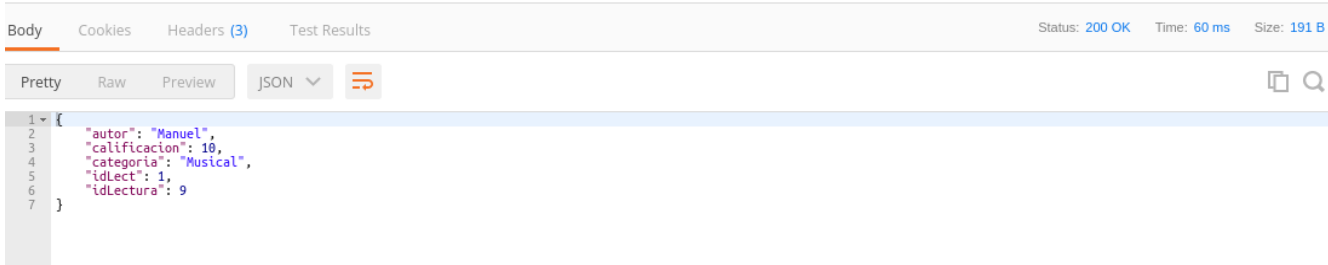 Body Cookies Headers (3) Test Results Status: 200 OK Time: 60 ms Size: 191 B
Pretty Raw Preview JSON
1 {
2 "autor": "Manuel",
3 "calificacion": 10,
4 "categoria": "Musical",
5 "idLect": 1,
6 "idLectura": 9
7 }